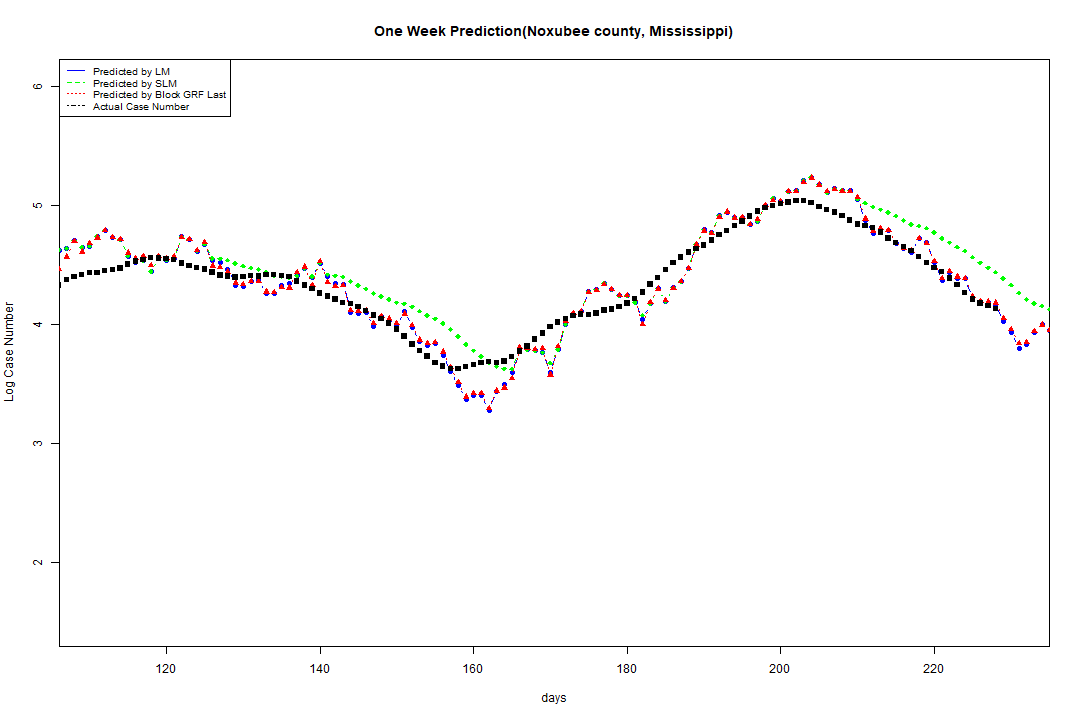 One Week Prediction(Noxubee county, Mississippi)
Predicted by LM
Predicted by SLM
Predicted by Block GRF Last
Actual Case Number
6
5
4
3
2
Log Case Number
120 140 160 180 200 220
days